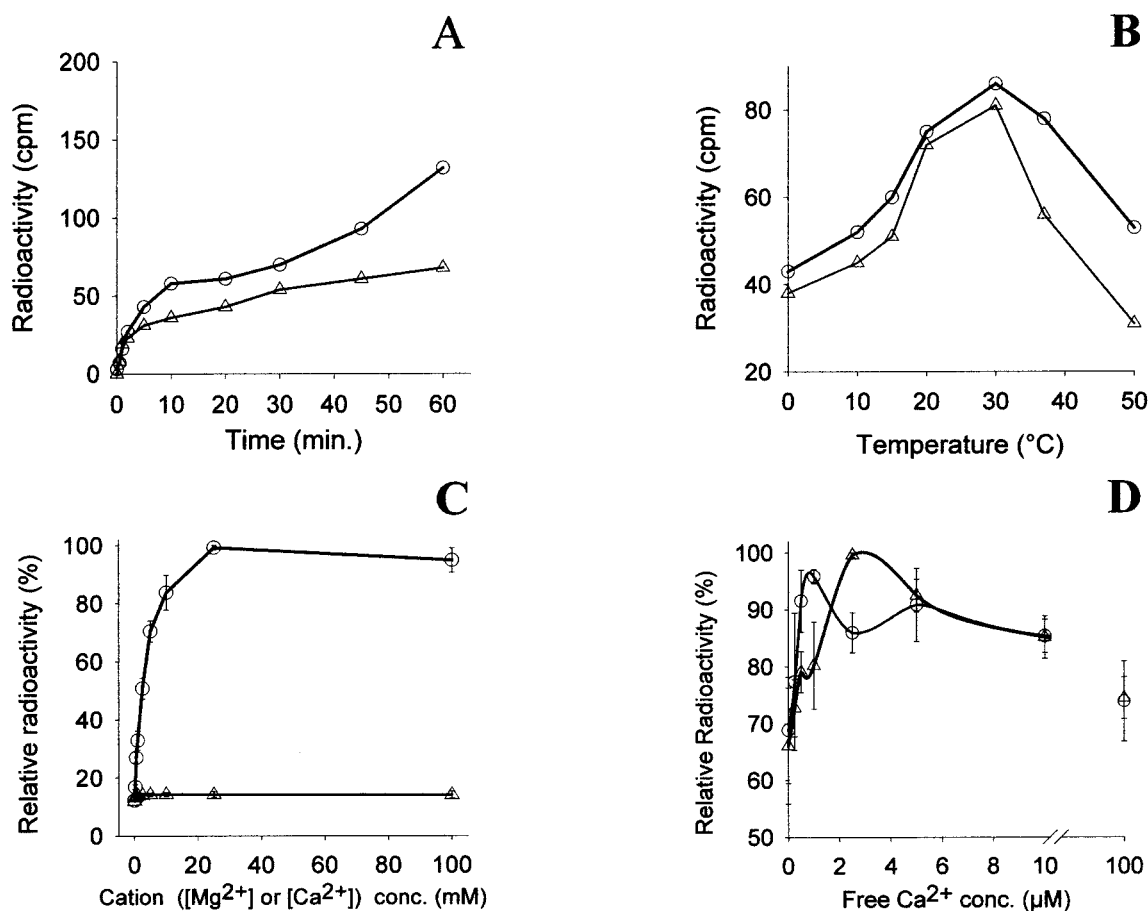 A
200
150
100
50
0
Radioactivity (cpm)
0 10 20 30 40 50 60
Time (min.)
B
80
60
40
20
Radioactivity (cpm)
0 10 20 30 40 50
Temperature (°C)
C
100
80
60
40
20
0
Relative radioactivity (%)
0 20 40 60 80 100
Cation ([Mg²⁺] or [Ca²⁺]) conc. (mM)
D
100
90
80
70
60
50
Relative Radioactivity (%)
0 2 4 6 8 10 100
Free Ca²⁺ conc. (µM)